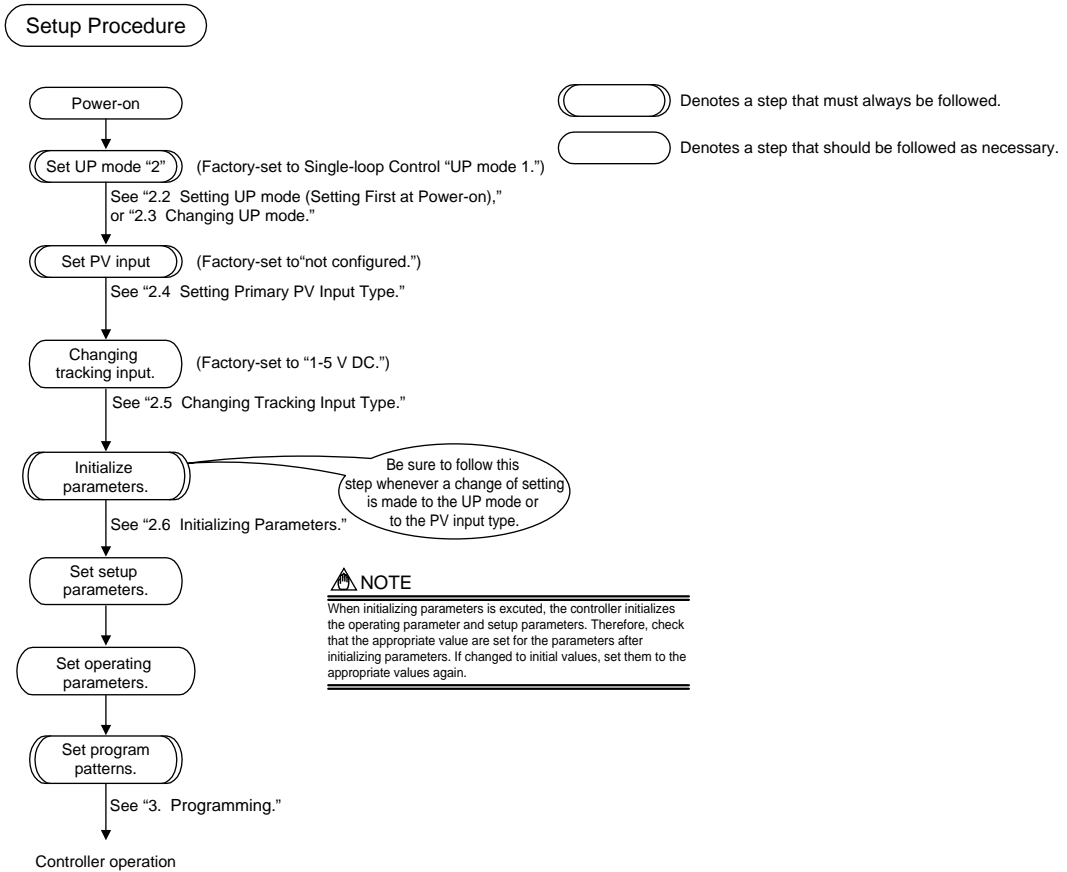 Setup Procedure
Power-on
Denotes a step that must always be followed.
Set UP mode “2”
(Factory-set to Single-loop Control “UP mode 1.”)
Denotes a step that should be followed as necessary.
See “2.2 Setting UP mode (Setting First at Power-on),”
or “2.3 Changing UP mode.”
Set PV input
(Factory-set to“not configured.”)
See “2.4 Setting Primary PV Input Type.”
Changing
tracking input.
(Factory-set to “1-5 V DC.”)
See “2.5 Changing Tracking Input Type.”
Initialize
parameters.
Be sure to follow this
step whenever a change of setting
is made to the UP mode or
to the PV input type.
See “2.6 Initializing Parameters.”
Set setup
parameters.
NOTE
When initializing parameters is excuted, the controller initializes
the operating parameter and setup parameters. Therefore, check
that the appropriate value are set for the parameters after
initializing parameters. If changed to initial values, set them to the
appropriate values again.
Set operating
parameters.
Set program
patterns.
See “3. Programming.”
Controller operation